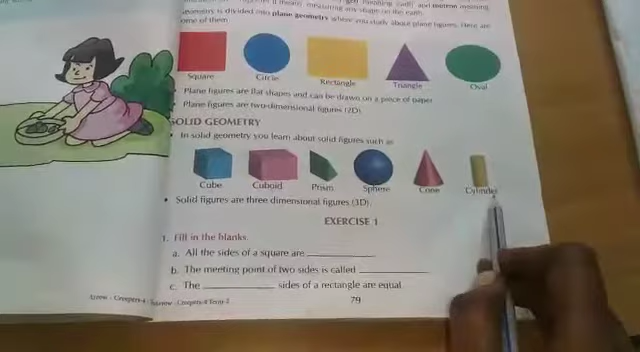 geometry is divided into plane geometry where you study about plane figures. Here are
some of them
Square Circle Rectangle Triangle Oval
Plane figures are flat shapes and can be drawn on a piece of paper
Plane figures are two-dimensional figures (2D)
SOLID GEOMETRY
• In solid geometry you learn about solid figures such as
Cube Cuboid Prism Sphere Cone Cylinder
• Solid figures are three dimensional figures (3D).
EXERCISE 1
1. Fill in the blanks.
a. All the sides of a square are ____________
b. The meeting point of two sides is called ____________
c. The ____________ sides of a rectangle are equal.
79